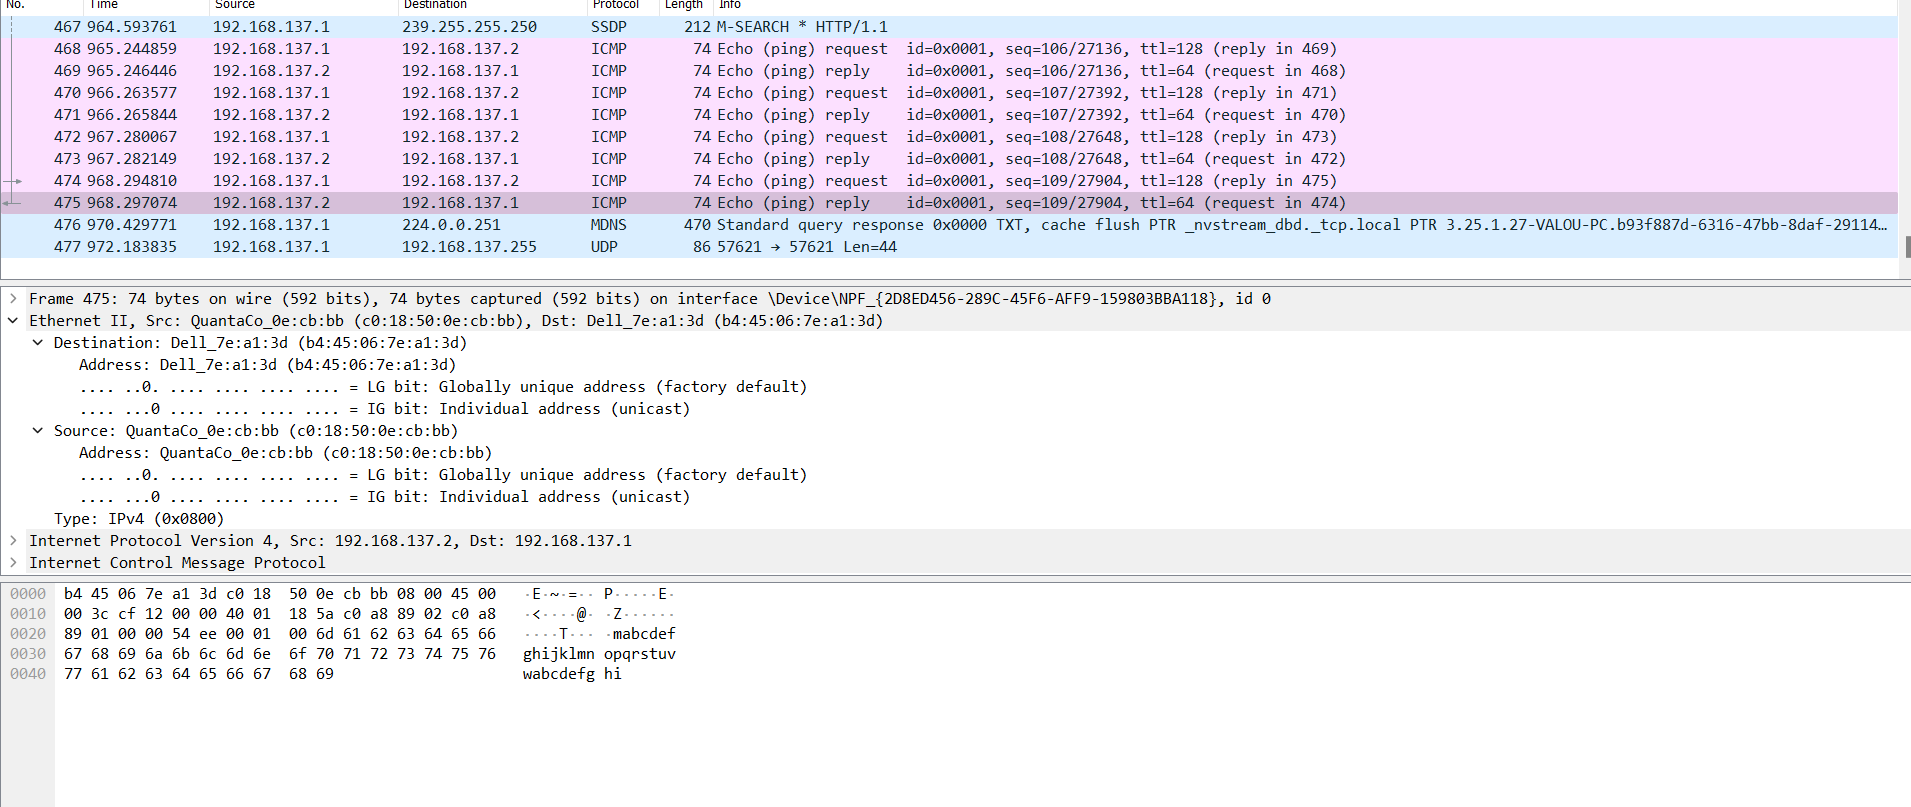 No. Time Source Destination Protocol Length Info
467 964.593761 192.168.137.1 239.255.255.250 SSDP 212 M-SEARCH * HTTP/1.1
468 965.244859 192.168.137.1 192.168.137.2 ICMP 74 Echo (ping) request id=0x0001, seq=106/27136, ttl=128 (reply in 469)
469 965.246446 192.168.137.2 192.168.137.1 ICMP 74 Echo (ping) reply id=0x0001, seq=106/27136, ttl=64 (request in 468)
470 966.263577 192.168.137.1 192.168.137.2 ICMP 74 Echo (ping) request id=0x0001, seq=107/27392, ttl=128 (reply in 471)
471 966.265844 192.168.137.2 192.168.137.1 ICMP 74 Echo (ping) reply id=0x0001, seq=107/27392, ttl=64 (request in 470)
472 967.280067 192.168.137.1 192.168.137.2 ICMP 74 Echo (ping) request id=0x0001, seq=108/27648, ttl=128 (reply in 473)
473 967.282149 192.168.137.2 192.168.137.1 ICMP 74 Echo (ping) reply id=0x0001, seq=108/27648, ttl=64 (request in 472)
474 968.294810 192.168.137.1 192.168.137.2 ICMP 74 Echo (ping) request id=0x0001, seq=109/27904, ttl=128 (reply in 475)
475 968.297074 192.168.137.2 192.168.137.1 ICMP 74 Echo (ping) reply id=0x0001, seq=109/27904, ttl=64 (request in 474)
476 970.429771 192.168.137.1 224.0.0.251 MDNS 470 Standard query response 0x0000 TXT, cache flush PTR _nvstream_dbd._tcp.local PTR 3.25.1.27-VALOU-PC.b93f887d-6316-47bb-8daf-29114…
477 972.183835 192.168.137.1 192.168.137.255 UDP 86 57621 → 57621 Len=44
Frame 475: 74 bytes on wire (592 bits), 74 bytes captured (592 bits) on interface \Device\NPF_{2D8ED456-289C-45F6-AFF9-159803BBA118}, id 0
Ethernet II, Src: QuantaCo_0e:cb:bb (c0:18:50:0e:cb:bb), Dst: Dell_7e:a1:3d (b4:45:06:7e:a1:3d)
Destination: Dell_7e:a1:3d (b4:45:06:7e:a1:3d)
Address: Dell_7e:a1:3d (b4:45:06:7e:a1:3d)
.... ..0. .... .... .... .... = LG bit: Globally unique address (factory default)
.... ...0 .... .... .... .... = IG bit: Individual address (unicast)
Source: QuantaCo_0e:cb:bb (c0:18:50:0e:cb:bb)
Address: QuantaCo_0e:cb:bb (c0:18:50:0e:cb:bb)
.... ..0. .... .... .... .... = LG bit: Globally unique address (factory default)
.... ...0 .... .... .... .... = IG bit: Individual address (unicast)
Type: IPv4 (0x0800)
Internet Protocol Version 4, Src: 192.168.137.2, Dst: 192.168.137.1
Internet Control Message Protocol
0000 b4 45 06 7e a1 3d c0 18 50 0e cb bb 08 00 45 00 ·E·~·=·· P·····E·
0010 00 3c cf 12 00 00 40 01 18 5a c0 a8 89 02 c0 a8 ·<····@· ·Z······
0020 89 01 00 00 54 ee 00 01 00 6d 61 62 63 64 65 66 ····T··· ·mabcdef
0030 67 68 69 6a 6b 6c 6d 6e 6f 70 71 72 73 74 75 76 ghijklmn opqrstuv
0040 77 61 62 63 64 65 66 67 68 69 wabcdefg hi